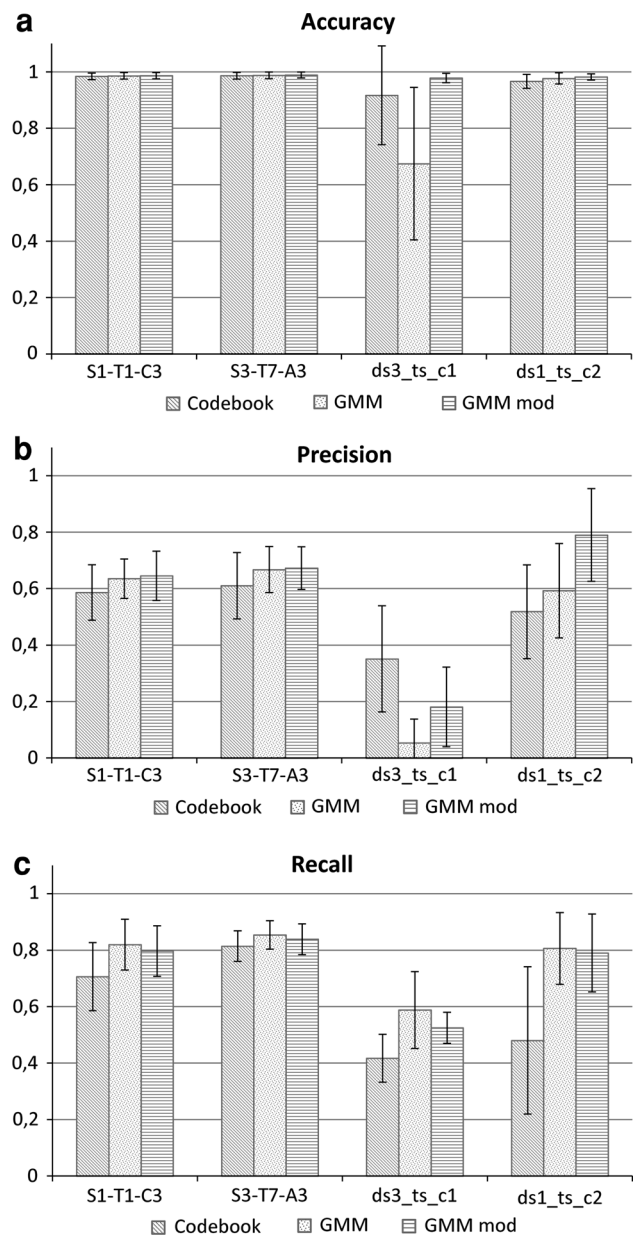 a Accuracy
1
0,8
0,6
0,4
0,2
0
S1-T1-C3 S3-T7-A3 ds3_ts_c1 ds1_ts_c2
Codebook GMM GMM mod
b Precision
1
0,8
0,6
0,4
0,2
0
S1-T1-C3 S3-T7-A3 ds3_ts_c1 ds1_ts_c2
Codebook GMM GMM mod
c Recall
1
0,8
0,6
0,4
0,2
0
S1-T1-C3 S3-T7-A3 ds3_ts_c1 ds1_ts_c2
Codebook GMM GMM mod